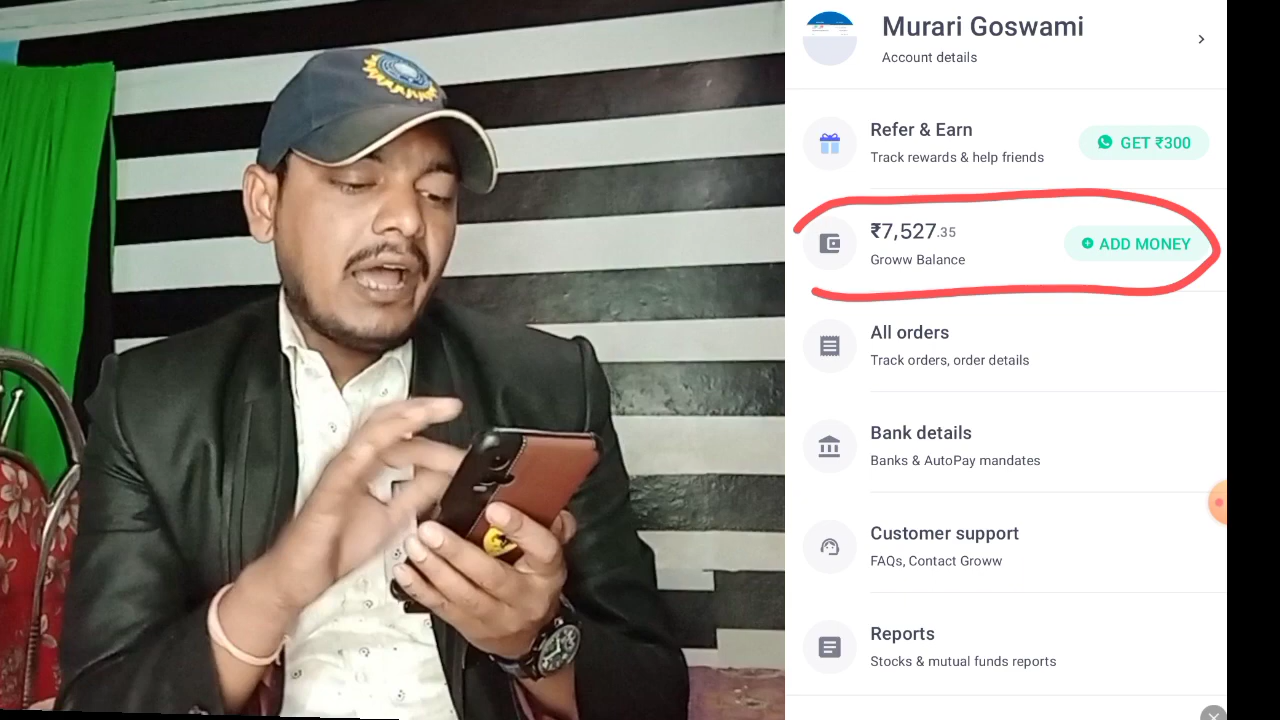 Murari Goswami
Account details
Refer & Earn
Track rewards & help friends
GET ₹300
₹7,527.35
Groww Balance
ADD MONEY
All orders
Track orders, order details
Bank details
Banks & AutoPay mandates
Customer support
FAQs, Contact Groww
Reports
Stocks & mutual funds reports